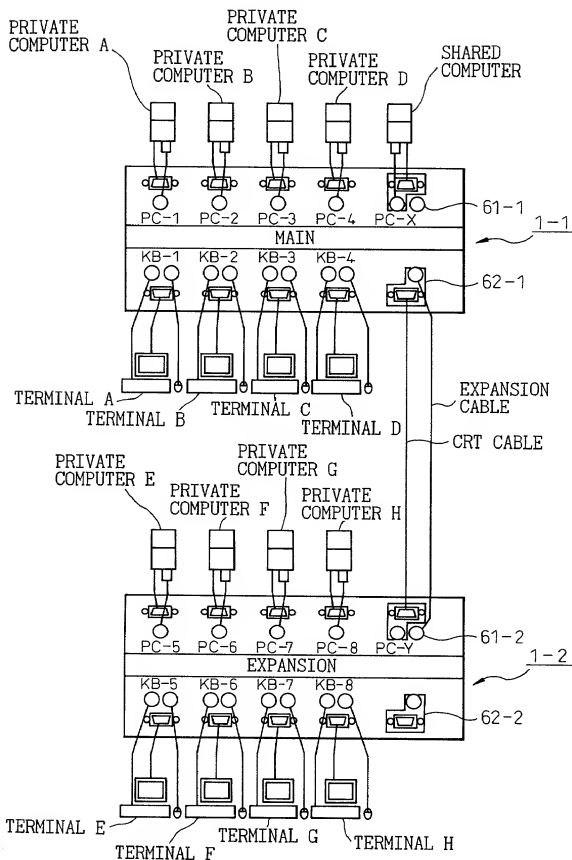 PRIVATE
COMPUTER A
PRIVATE
COMPUTER B
PRIVATE
COMPUTER C
PRIVATE
COMPUTER D
SHARED
COMPUTER
PC-1 PC-2 PC-3 PC-4 PC-X
61-1
MAIN
1-1
KB-1 KB-2 KB-3 KB-4
62-1
TERMINAL A
TERMINAL B
TERMINAL C
TERMINAL D
EXPANSION
CABLE
CRT CABLE
PRIVATE
COMPUTER E
PRIVATE
COMPUTER F
PRIVATE
COMPUTER G
PRIVATE
COMPUTER H
PC-5 PC-6 PC-7 PC-8 PC-Y
61-2
EXPANSION
1-2
KB-5 KB-6 KB-7 KB-8
62-2
TERMINAL E
TERMINAL F
TERMINAL G
TERMINAL H